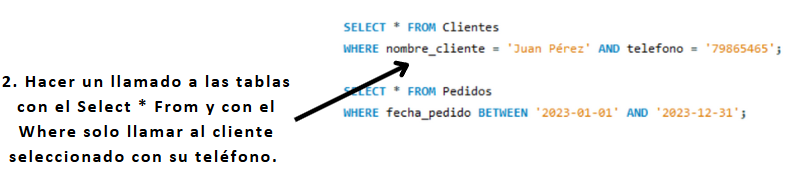 SELECT * FROM Clientes
WHERE nombre_cliente = 'Juan Pérez' AND telefono = '79865465';
2. Hacer un llamado a las tablas
con el Select * From y con el
Where solo llamar al cliente
seleccionado con su teléfono.
SELECT * FROM Pedidos
WHERE fecha_pedido BETWEEN '2023-01-01' AND '2023-12-31';